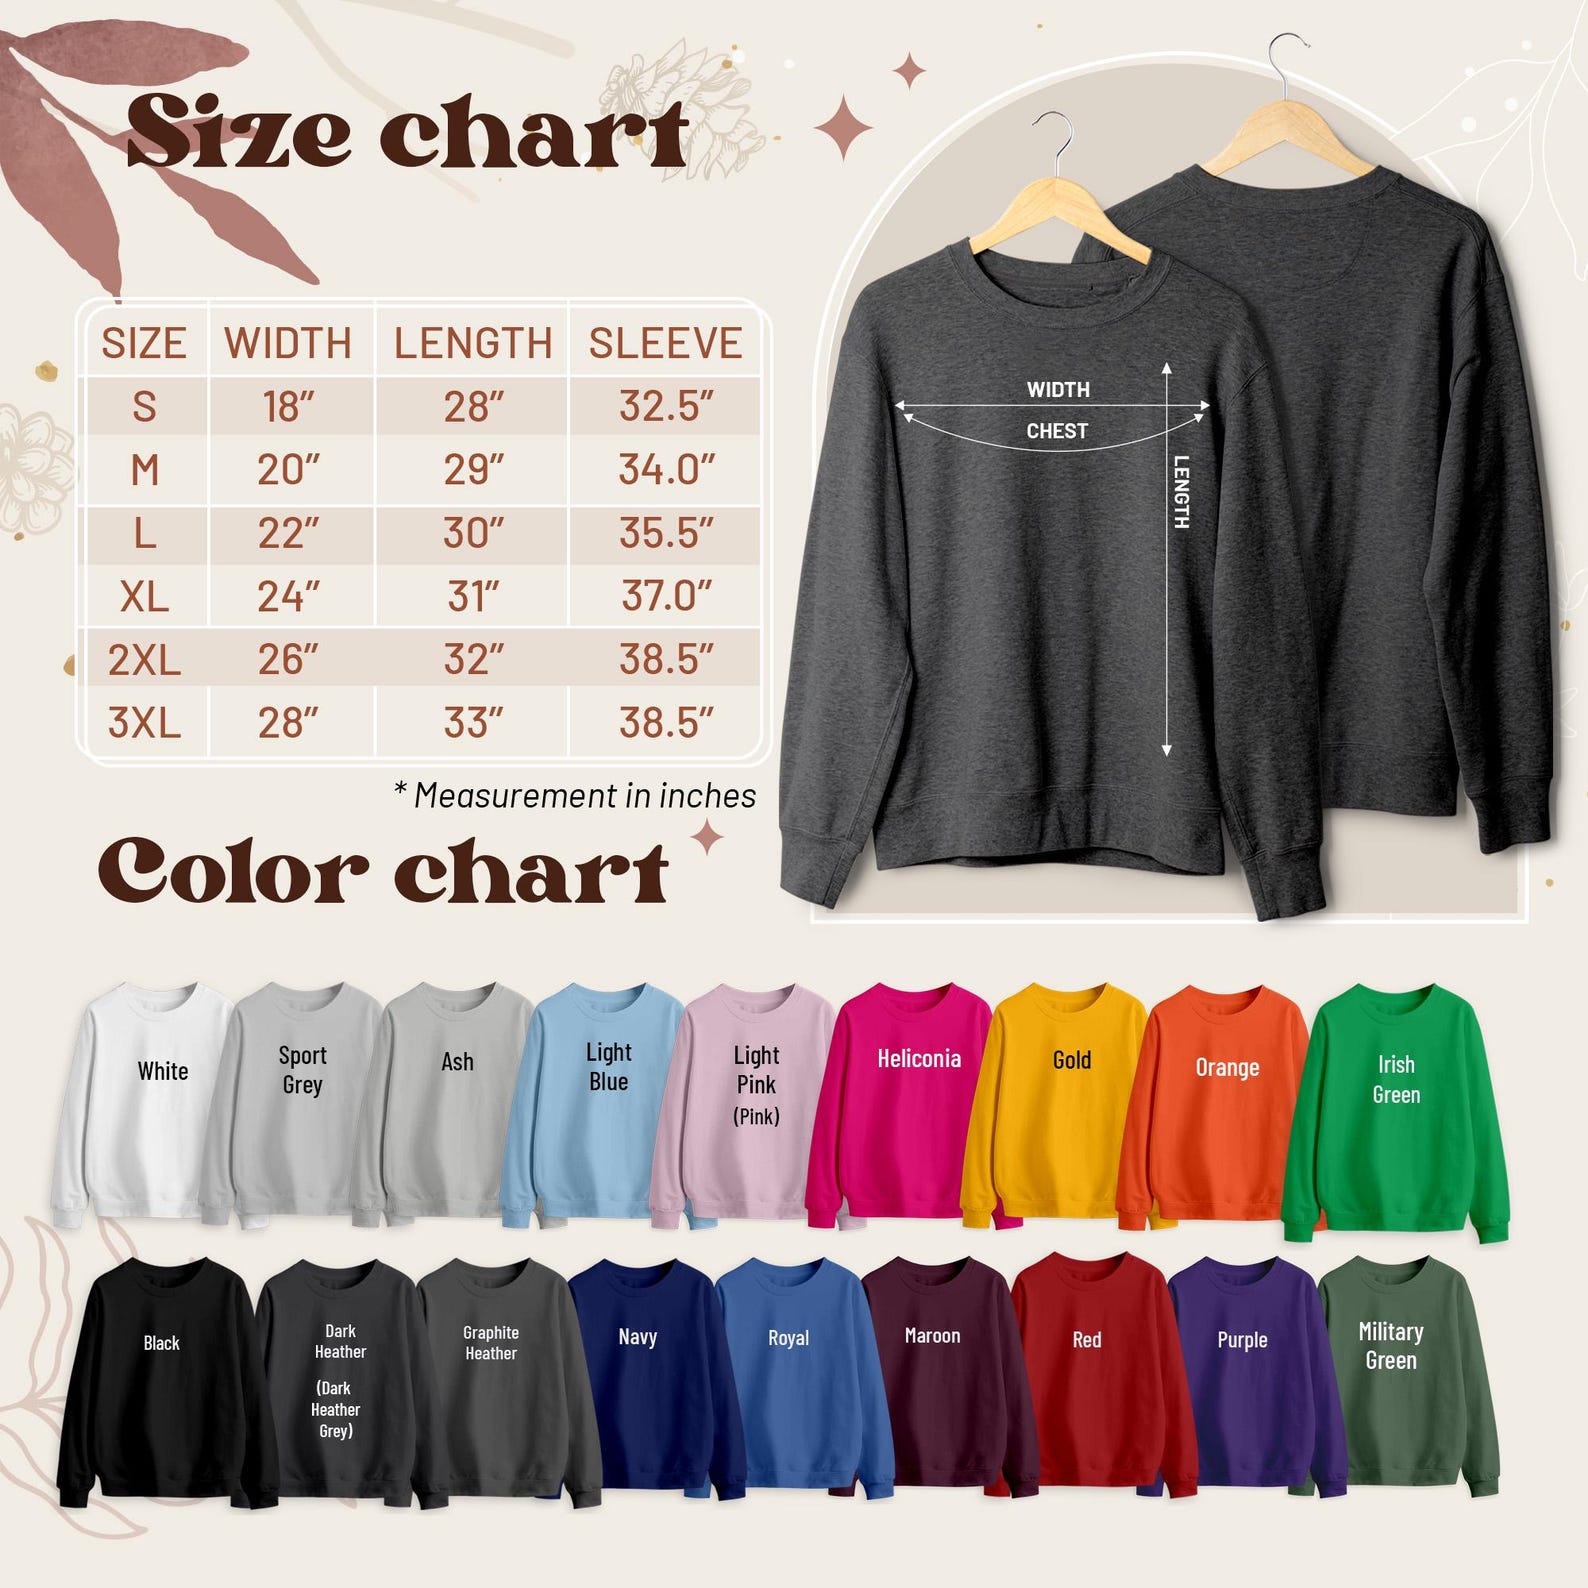 Size chart
SIZE WIDTH LENGTH SLEEVE
S 18″ 28″ 32.5″
M 20″ 29″ 34.0″
L 22″ 30″ 35.5″
XL 24″ 31″ 37.0″
2XL 26″ 32″ 38.5″
3XL 28″ 33″ 38.5″
* Measurement in inches
WIDTH
CHEST
LENGTH
Color chart
White
Sport
Grey
Ash
Light
Blue
Light
Pink
(Pink)
Heliconia
Gold
Orange
Irish
Green
Black
Dark
Heather
(Dark
Heather
Grey)
Graphite
Heather
Navy
Royal
Maroon
Red
Purple
Military
Green